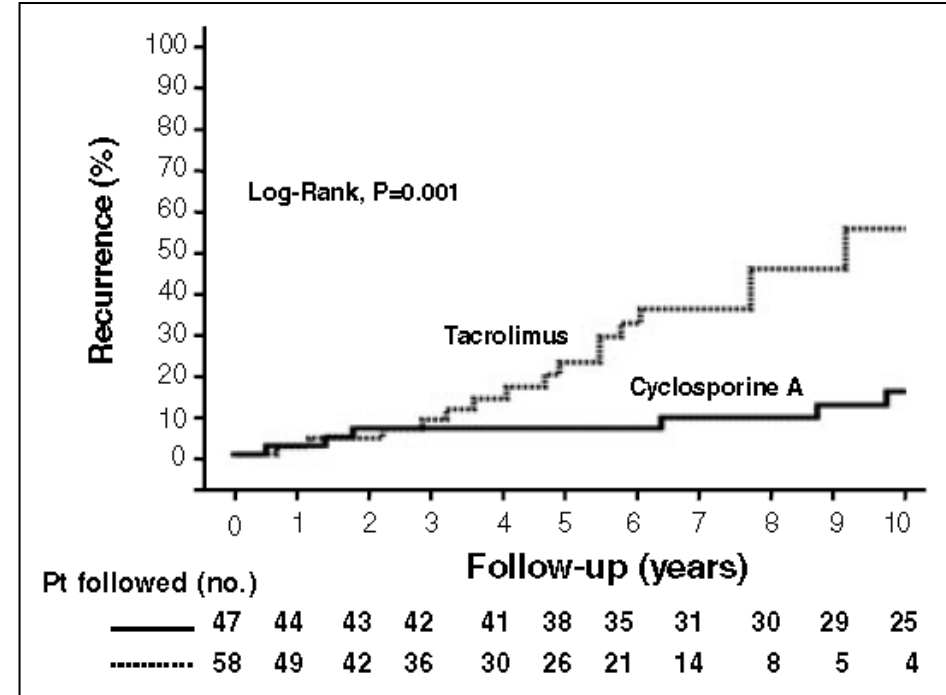 100
90
80
70
60
50
40
30
20
10
0
Recurrence (%)
Log-Rank, P=0.001
Tacrolimus
Cyclosporine A
0 1 2 3 4 5 6 7 8 9 10
Follow-up (years)
Pt followed (no.)
47 44 43 42 41 38 35 31 30 29 25
58 49 42 36 30 26 21 14 8 5 4